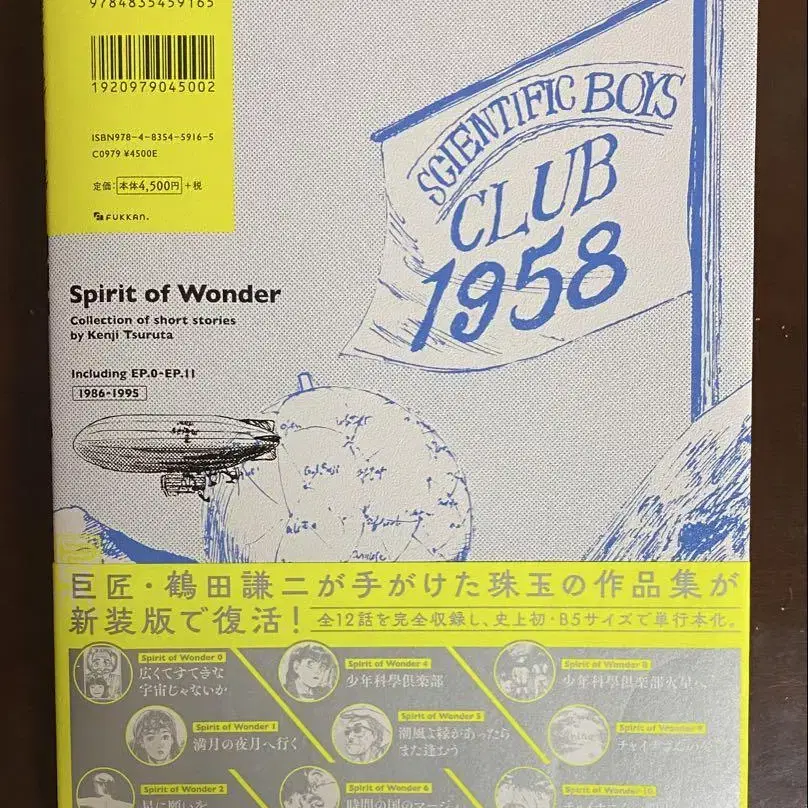 9784835459165
1920979045002
ISBN978-4-8354-5916-5
C0979 ¥4500E
定価:本体4,500円+税
FUKKAN.
SCIENTIFIC BOYS
CLUB
1958
Spirit of Wonder
Collection of short stories
by Kenji Tsuruta
Including EP.0-EP.11
1986-1995
巨匠・鶴田謙二が手がけた珠玉の作品集が
新装版で復活! 全12話を完全収録し、史上初・B5サイズで単行本化。
Spirit of Wonder 0
広くてすてきな
宇宙じゃないか
Spirit of Wonder 4
少年科學倶楽部
Spirit of Wonder 8
少年科學倶楽部火星へ
Spirit of Wonder 1
満月の夜月へ行く
Spirit of Wonder 5
潮風よ縁があったら
また逢おう
Spirit of Wonder 9
Spirit of Wonder 2
星に願いを
Spirit of Wonder 6
Spirit of Wonder 10